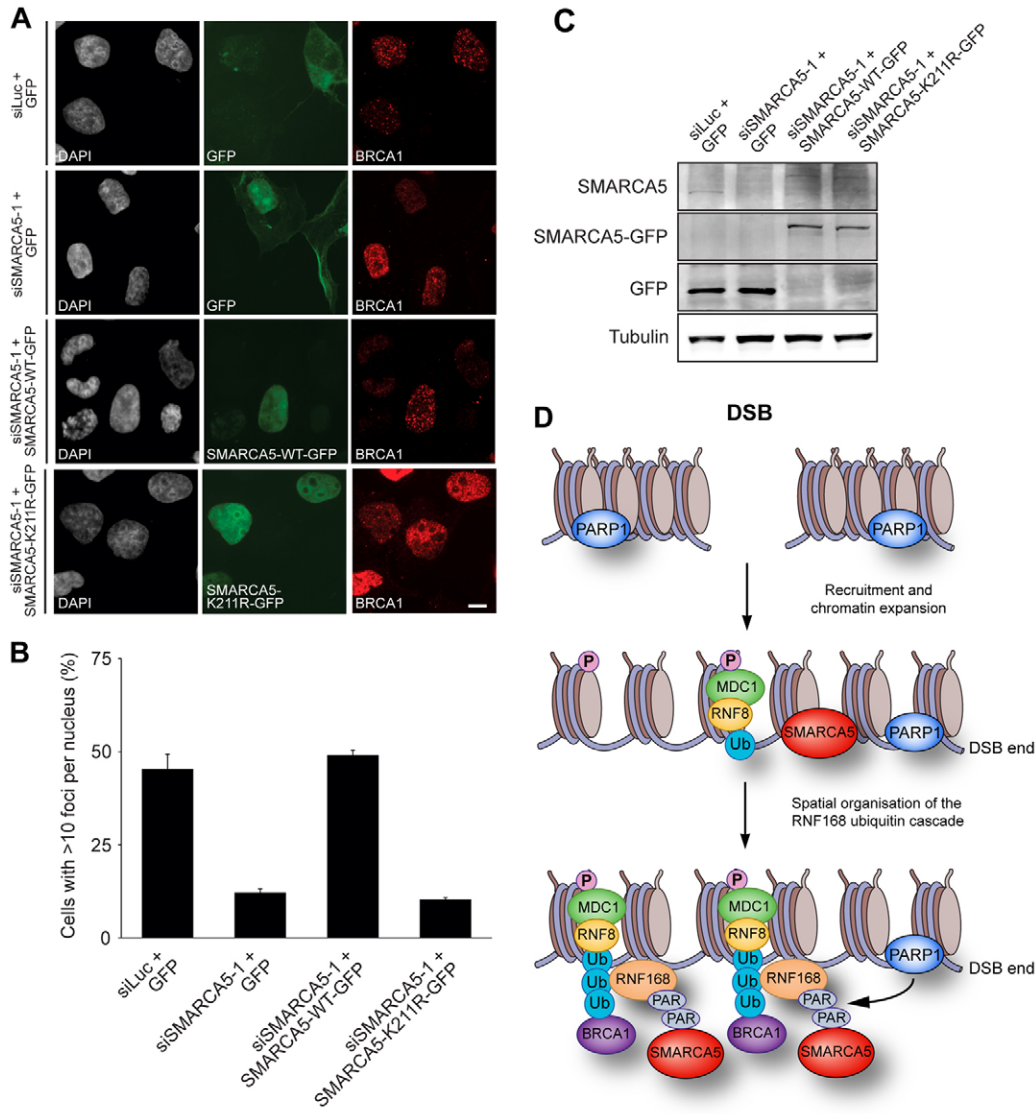 A
siLuc +
GFP
DAPI
GFP
BRCA1
siSMARCA5-1 +
GFP
DAPI
GFP
BRCA1
siSMARCA5-1 +
SMARCA5-WT-GFP
DAPI
SMARCA5-WT-GFP
BRCA1
siSMARCA5-1 +
SMARCA5-K211R-GFP
DAPI
SMARCA5-
K211R-GFP
BRCA1
B
Cells with >10 foci per nucleus (%)
75
50
25
0
siLuc +
GFP
siSMARCA5-1 +
GFP
siSMARCA5-1 +
SMARCA5-WT-GFP
siSMARCA5-1 +
SMARCA5-K211R-GFP
C
siLuc +
GFP
siSMARCA5-1 +
GFP
siSMARCA5-1 +
SMARCA5-WT-GFP
siSMARCA5-1 +
SMARCA5-K211R-GFP
SMARCA5
SMARCA5-GFP
GFP
Tubulin
D
DSB
PARP1
PARP1
Recruitment and
chromatin expansion
P
P
MDC1
RNF8
Ub
SMARCA5
PARP1
DSB end
Spatial organisation of the
RNF168 ubiquitin cascade
P
P
MDC1
MDC1
RNF8
RNF8
PARP1
DSB end
Ub
Ub
RNF168
RNF168
Ub
Ub
PAR
PAR
Ub
Ub
PAR
PAR
BRCA1
BRCA1
SMARCA5
SMARCA5